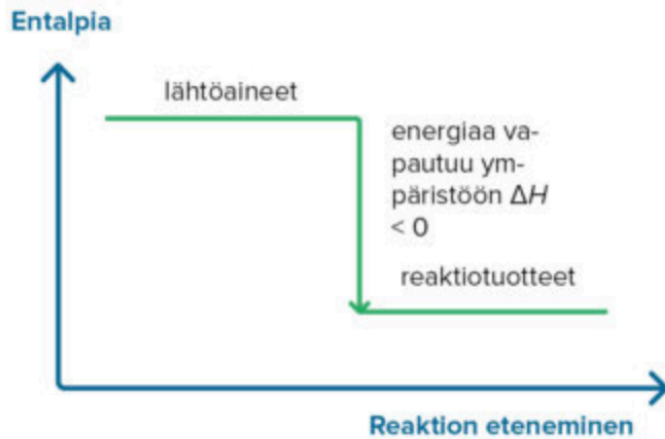 Entalpia
lähtöaineet
energiaa va-
pautuu ym-
päristöön ΔH
< 0
reaktiotuotteet
Reaktion eteneminen